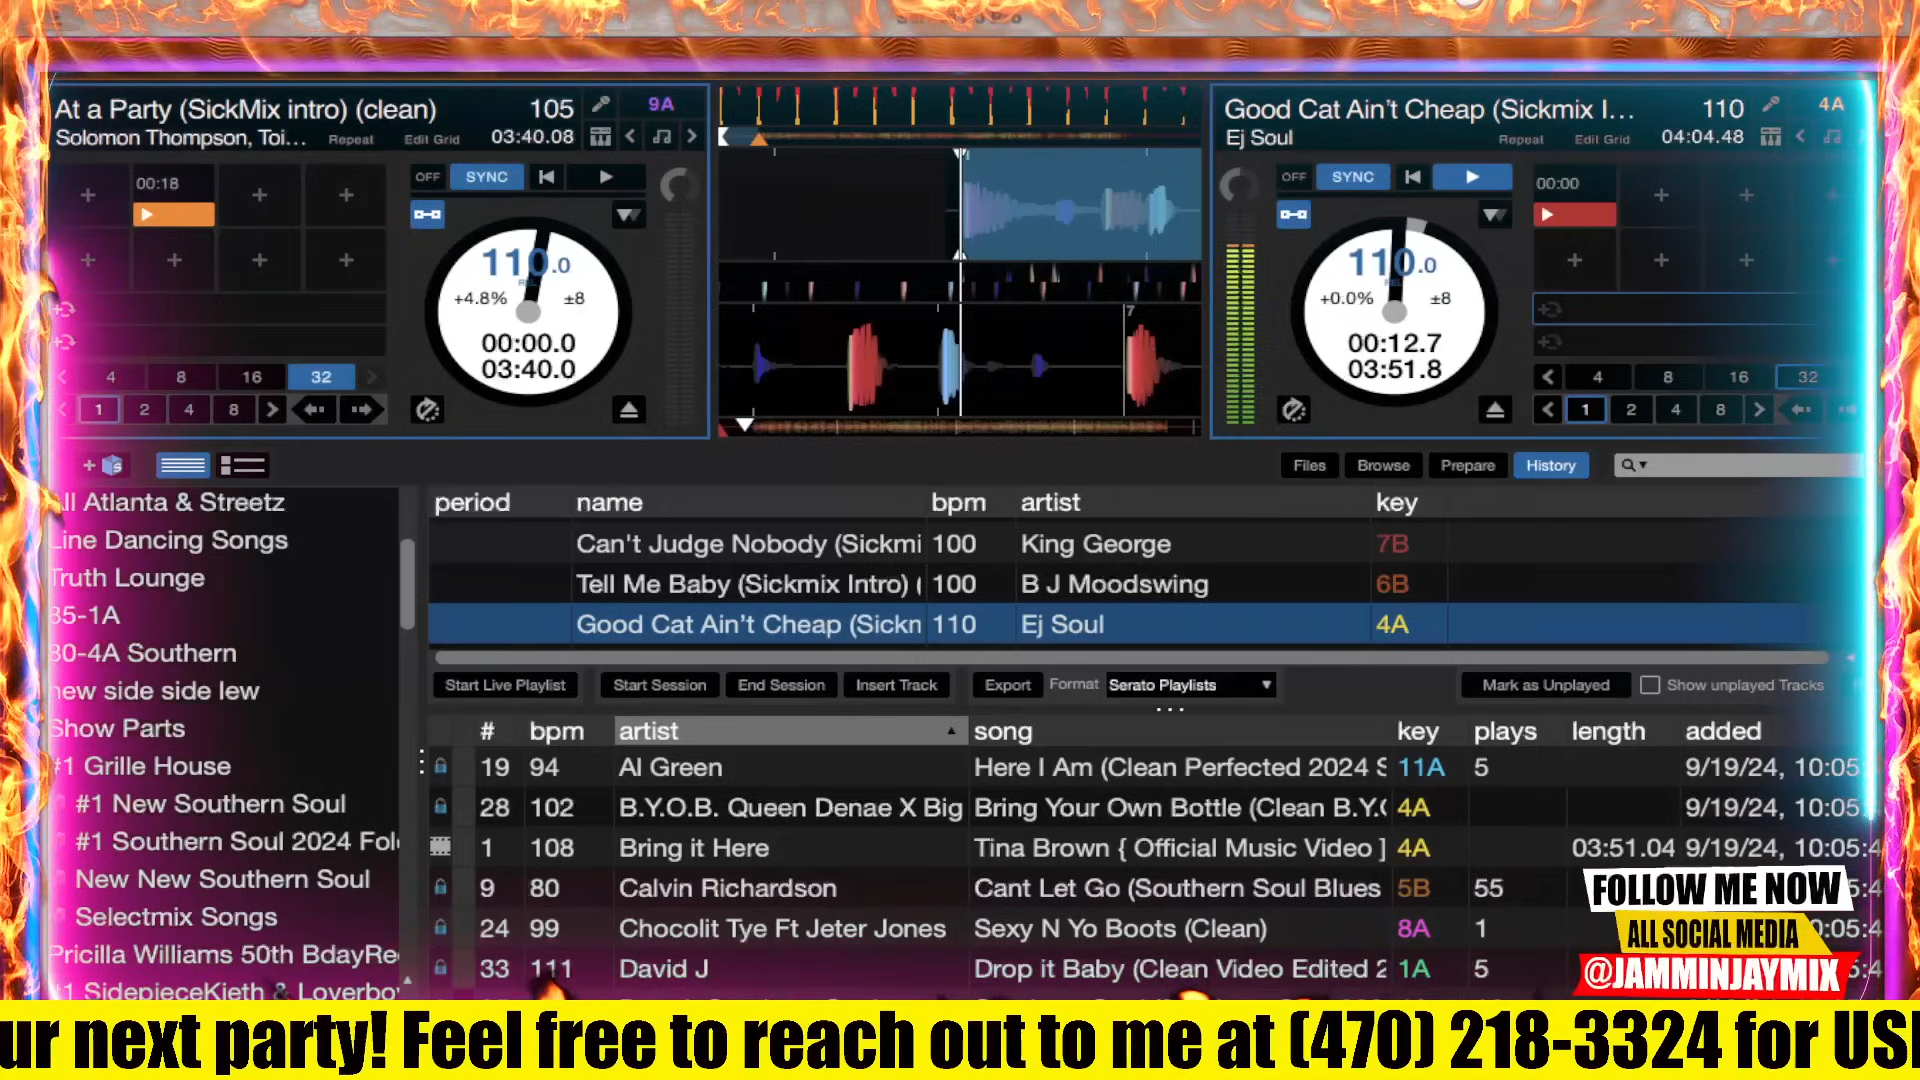 At a Party (SickMix intro) (clean) 105 9A
Solomon Thompson, Toi... Repeat Edit Grid 03:40.08
00:18
OFF SYNC
110.0
+4.8% ±8
00:00.0
03:40.0
4 8 16 32
1 2 4 8
7
Good Cat Ain't Cheap (Sickmix I... 110 4A
Ej Soul Repeat Edit Grid 04:04.48
OFF SYNC
00:00
110.0
+0.0% ±8
00:12.7
03:51.8
4 8 16 32
1 2 4 8
Files Browse Prepare History
All Atlanta & Streetz
Line Dancing Songs
Truth Lounge
85-1A
80-4A Southern
new side side lew
Show Parts
#1 Grille House
#1 New Southern Soul
#1 Southern Soul 2024 Fol
New New Southern Soul
Selectmix Songs
Pricilla Williams 50th BdayRe
#1 SidepieceKieth & Loverboy
period name bpm artist key
Can't Judge Nobody (Sickmi 100 King George 7B
Tell Me Baby (Sickmix Intro) ( 100 B J Moodswing 6B
Good Cat Ain't Cheap (Sickn 110 Ej Soul 4A
Start Live Playlist Start Session End Session Insert Track Export Format Serato Playlists Mark as Unplayed Show unplayed Tracks
# bpm artist song key plays length added
19 94 Al Green Here I Am (Clean Perfected 2024 S 11A 5 9/19/24, 10:05
28 102 B.Y.O.B. Queen Denae X Big Bring Your Own Bottle (Clean B.Y.( 4A 9/19/24, 10:05:
1 108 Bring it Here Tina Brown { Official Music Video ] 4A 03:51.04 9/19/24, 10:05:4
9 80 Calvin Richardson Cant Let Go (Southern Soul Blues 5B 55
24 99 Chocolit Tye Ft Jeter Jones Sexy N Yo Boots (Clean) 8A 1
33 111 David J Drop it Baby (Clean Video Edited 2 1A 5
FOLLOW ME NOW
ALL SOCIAL MEDIA
@JAMMINJAYMIX
ur next party! Feel free to reach out to me at (470) 218-3324 for US